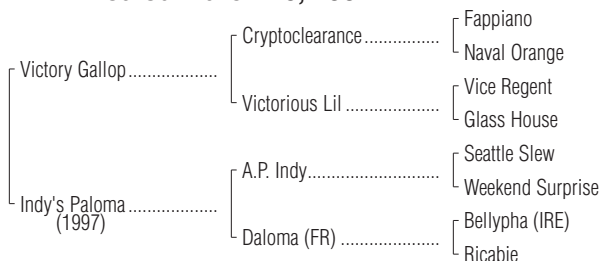 Fappiano
Cryptoclearance
Naval Orange
Victory Gallop
Vice Regent
Victorious Lil
Glass House
Seattle Slew
A.P. Indy
Weekend Surprise
Indy's Paloma
(1997)
Bellypha (IRE)
Daloma (FR)
Ricabie